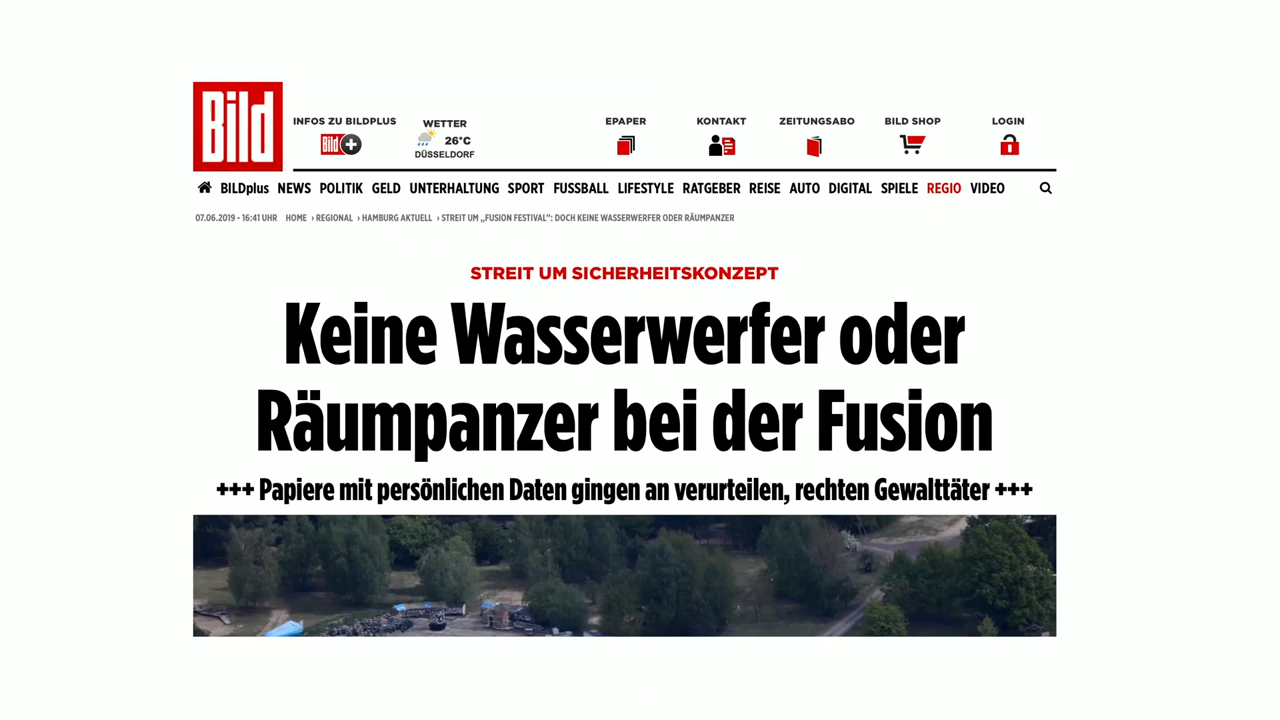 Bild
INFOS ZU BILDPLUS
Bild +
WETTER
26°C
DÜSSELDORF
EPAPER
KONTAKT
ZEITUNGSABO
BILD SHOP
LOGIN
BILDplus NEWS POLITIK GELD UNTERHALTUNG SPORT FUSSBALL LIFESTYLE RATGEBER REISE AUTO DIGITAL SPIELE REGIO VIDEO
07.06.2019 - 16:41 UHR HOME › REGIONAL › HAMBURG AKTUELL › STREIT UM „FUSION FESTIVAL“: DOCH KEINE WASSERWERFER ODER RÄUMPANZER
STREIT UM SICHERHEITSKONZEPT
Keine Wasserwerfer oder
Räumpanzer bei der Fusion
+++ Papiere mit persönlichen Daten gingen an verurteilen, rechten Gewalttäter +++